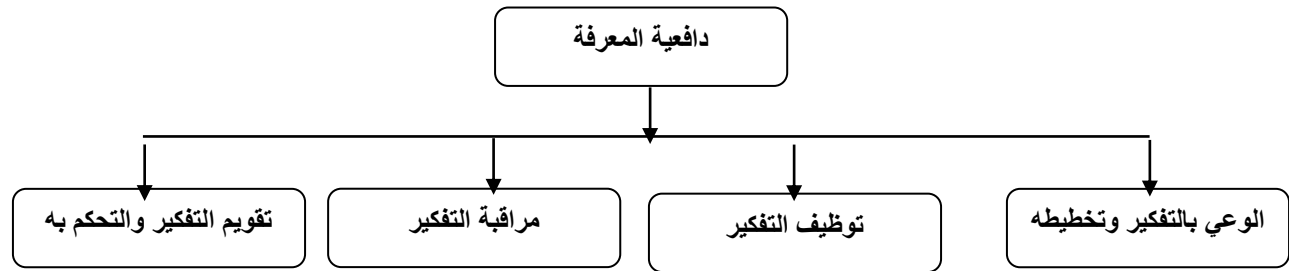 دافعية المعرفة
الوعي بالتفكير وتخطيطه
توظيف التفكير
مراقبة التفكير
تقويم التفكير والتحكم به